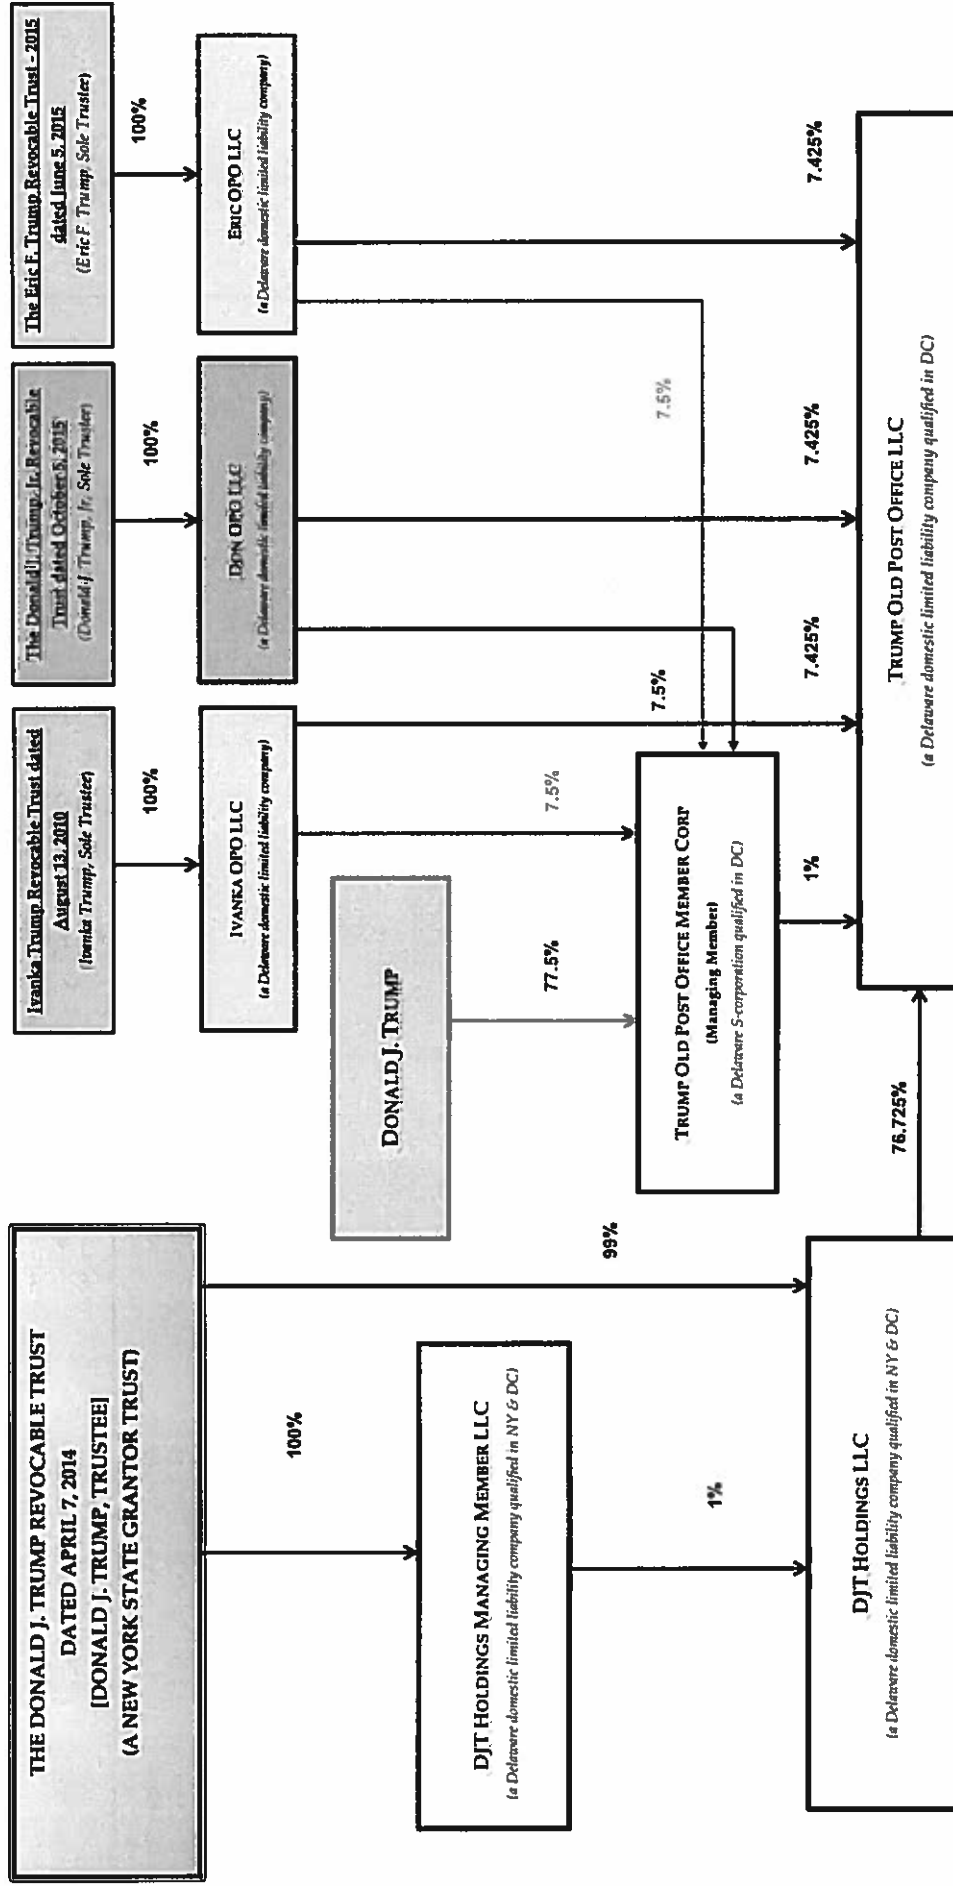 THE DONALD J. TRUMP REVOCABLE TRUST
DATED APRIL 7, 2014
[DONALD J. TRUMP, TRUSTEE]
(A NEW YORK STATE GRANTOR TRUST)
Ivanka Trump Revocable Trust dated
August 13, 2010
(Ivanka Trump, Sole Trustee)
The Donald J. Trump, Jr. Revocable
Trust dated October 5, 2015
(Donald J. Trump, Jr. Sole Trustee)
The Eric F. Trump Revocable Trust - 2015
dated June 5, 2015
(Eric F. Trump, Sole Trustee)
100%
100%
100%
IVANKA OPO LLC
(a Delaware domestic limited liability company)
DON OPO LLC
(a Delaware domestic limited liability company)
ERIC OPO LLC
(a Delaware domestic limited liability company)
100%
DONALD J. TRUMP
99%
77.5%
7.5%
7.5%
7.5%
DJT HOLDINGS MANAGING MEMBER LLC
(a Delaware domestic limited liability company qualified in NY & DC)
TRUMP OLD POST OFFICE MEMBER CORP
(Managing Member)
(a Delaware S-corporation qualified in DC)
1%
1%
7.425%
7.425%
7.425%
DJT HOLDINGS LLC
(a Delaware domestic limited liability company qualified in NY & DC)
76.725%
TRUMP OLD POST OFFICE LLC
(a Delaware domestic limited liability company qualified in DC)